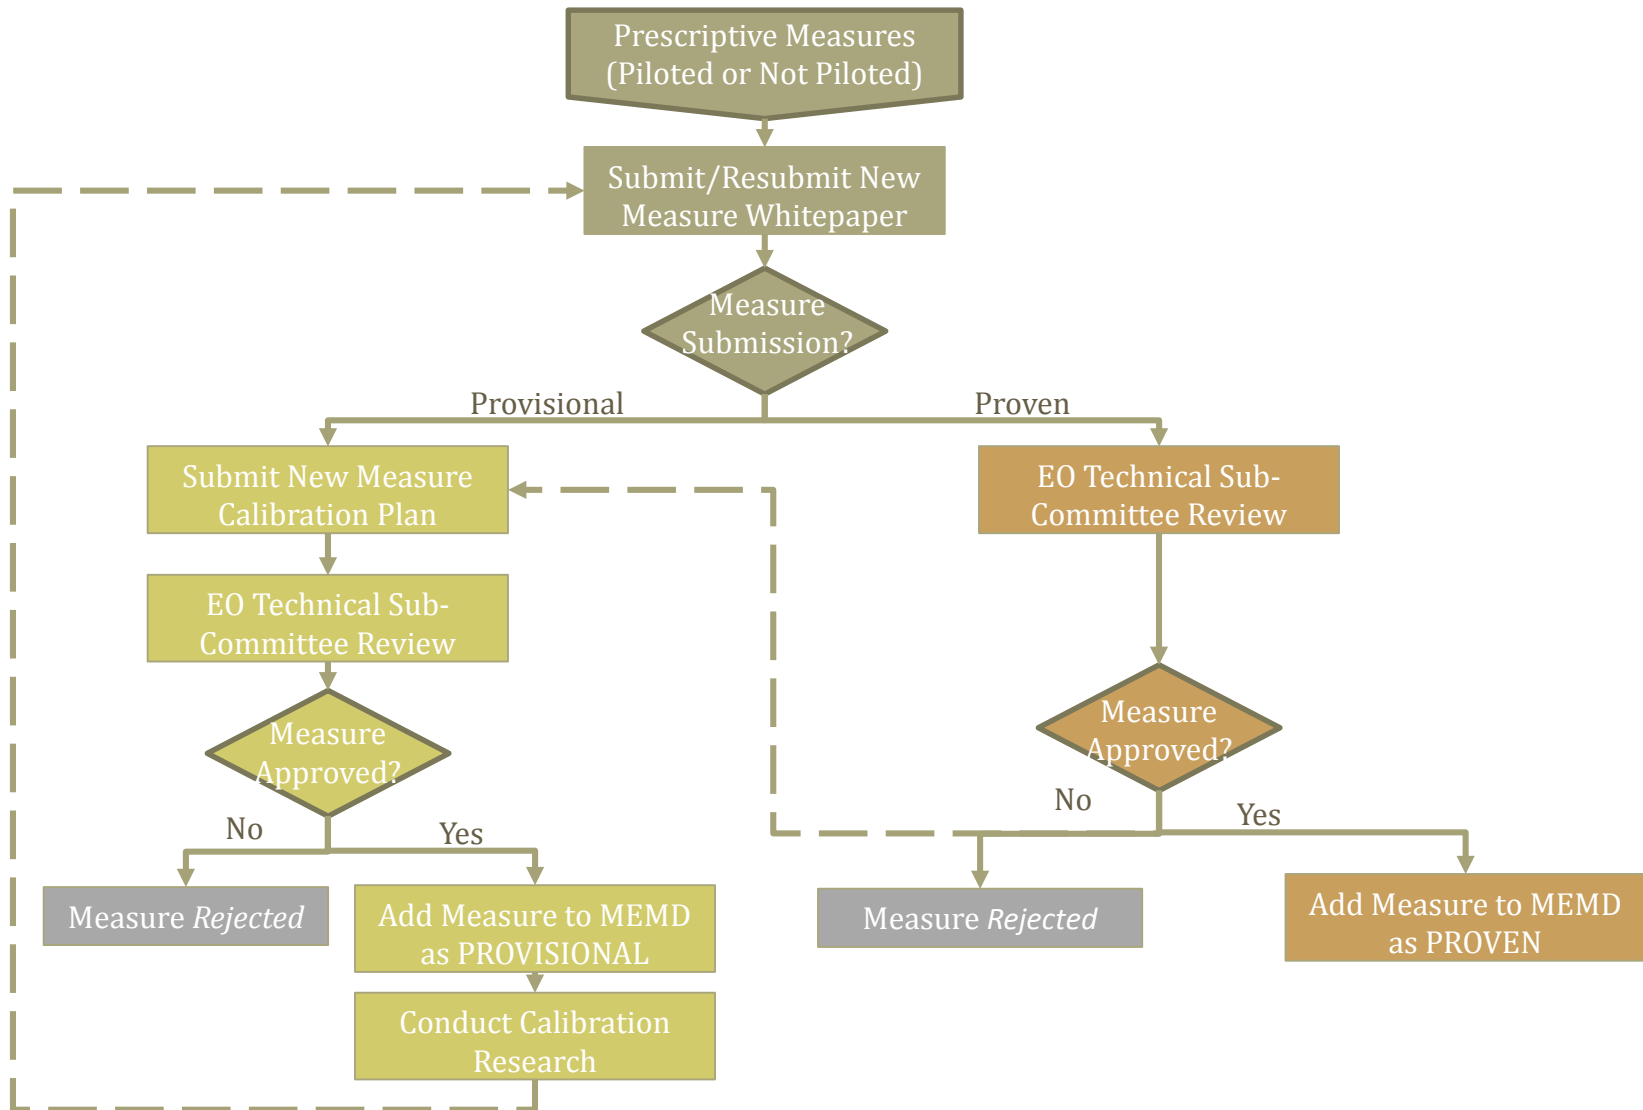 Prescriptive Measures
(Piloted or Not Piloted)
Submit/Resubmit New
Measure Whitepaper
Measure
Submission?
Provisional
Proven
Submit New Measure
Calibration Plan
EO Technical Sub-
Committee Review
EO Technical Sub-
Committee Review
Measure
Approved?
Measure
Approved?
No
Yes
No
Yes
Measure Rejected
Add Measure to MEMD
as PROVISIONAL
Measure Rejected
Add Measure to MEMD
as PROVEN
Conduct Calibration
Research